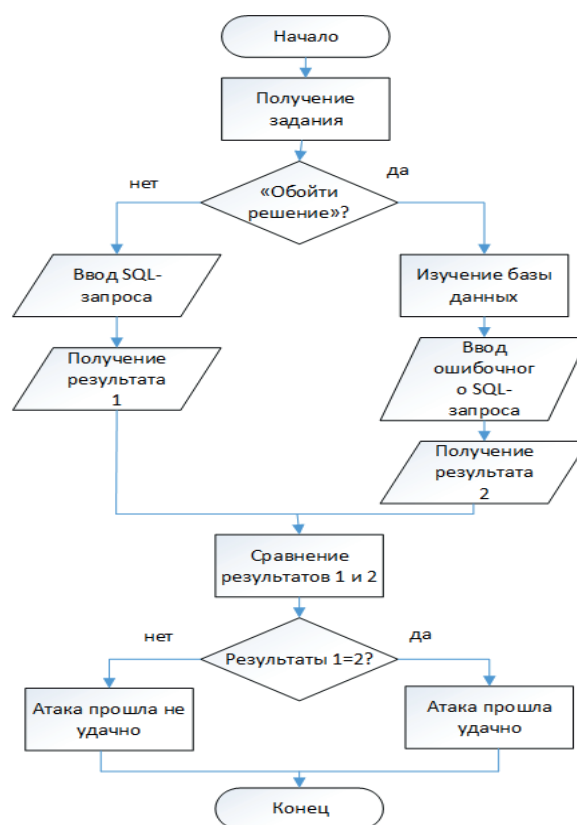 Начало
Получение
задания
нет
«Обойти
решение»?
да
Ввод SQL-
запроса
Изучение базы
данных
Получение
результата
1
Ввод
ошибочног
о SQL-
запроса
Получение
результата
2
Сравнение
результатов 1 и 2
нет
Результаты 1=2?
да
Атака прошла не
удачно
Атака прошла
удачно
Конец